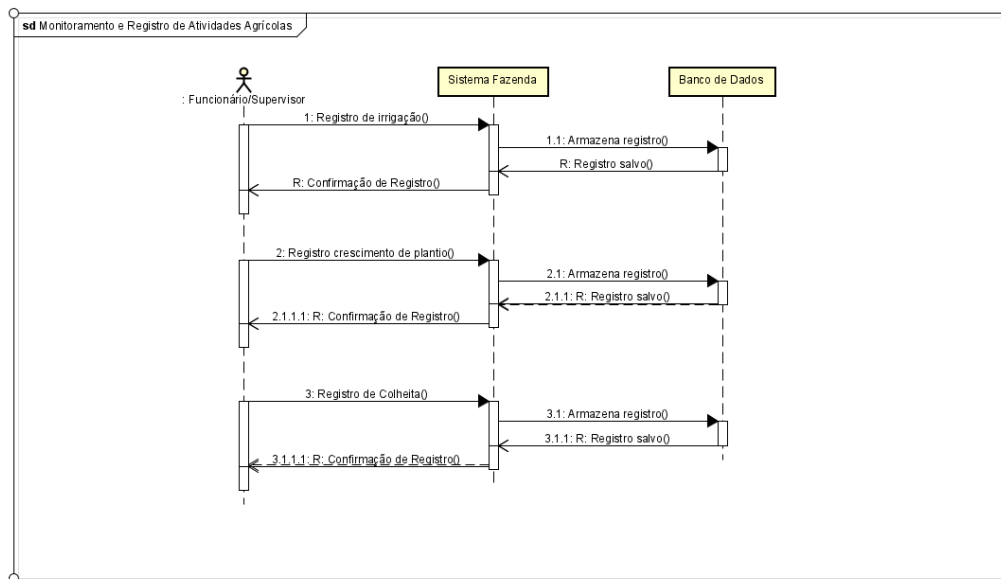 sd Monitoramento e Registro de Atividades Agrícolas
: Funcionário/Supervisor
Sistema Fazenda
Banco de Dados
1: Registro de irrigação()
1.1: Armazena registro()
R: Registro salvo()
R: Confirmação de Registro()
2: Registro crescimento de plantio()
2.1: Armazena registro()
2.1.1: R: Registro salvo()
2.1.1.1: R: Confirmação de Registro()
3: Registro de Colheita()
3.1: Armazena registro()
3.1.1: R: Registro salvo()
3.1.1.1: R: Confirmação de Registro()